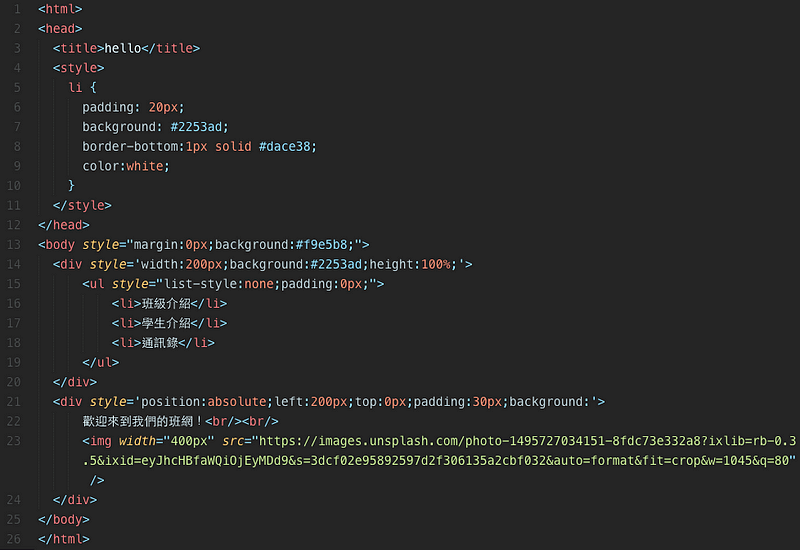 1 <html>
2 <head>
3 <title>hello</title>
4 <style>
5 li {
6 padding: 20px;
7 background: #2253ad;
8 border-bottom:1px solid #dace38;
9 color:white;
10 }
11 </style>
12 </head>
13 <body style="margin:0px;background:#f9e5b8;">
14 <div style='width:200px;background:#2253ad;height:100%;'>
15 <ul style="list-style:none;padding:0px;">
16 <li>班級介紹</li>
17 <li>學生介紹</li>
18 <li>通訊錄</li>
19 </ul>
20 </div>
21 <div style='position:absolute;left:200px;top:0px;padding:30px;background:'>
22 歡迎來到我們的班網！<br/><br/>
23 <img width="400px" src="https://images.unsplash.com/photo-1495727034151-8fdc73e332a8?ixlib=rb-0.3
.5&ixid=eyJhcHBfaWQiOjEyMDd9&s=3dcf02e95892597d2f306135a2cbf032&auto=format&fit=crop&w=1045&q=80"
/>
24 </div>
25 </body>
26 </html>